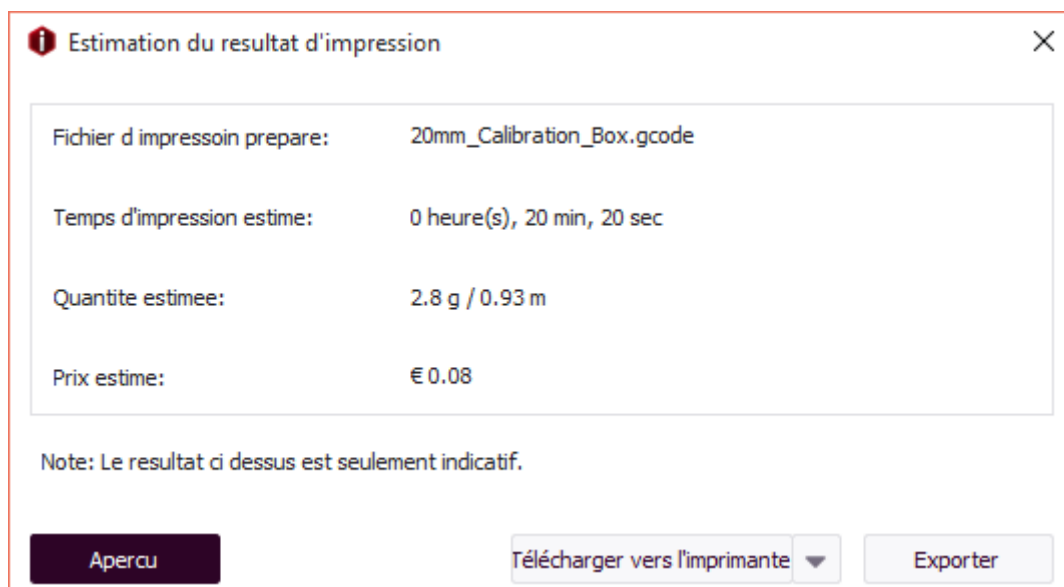 Estimation du resultat d'impression
Fichier d impressoin prepare: 20mm_Calibration_Box.gcode
Temps d'impression estime: 0 heure(s), 20 min, 20 sec
Quantite estimee: 2.8 g / 0.93 m
Prix estime: € 0.08
Note: Le resultat ci dessus est seulement indicatif.
Apercu Télécharger vers l'imprimante Exporter